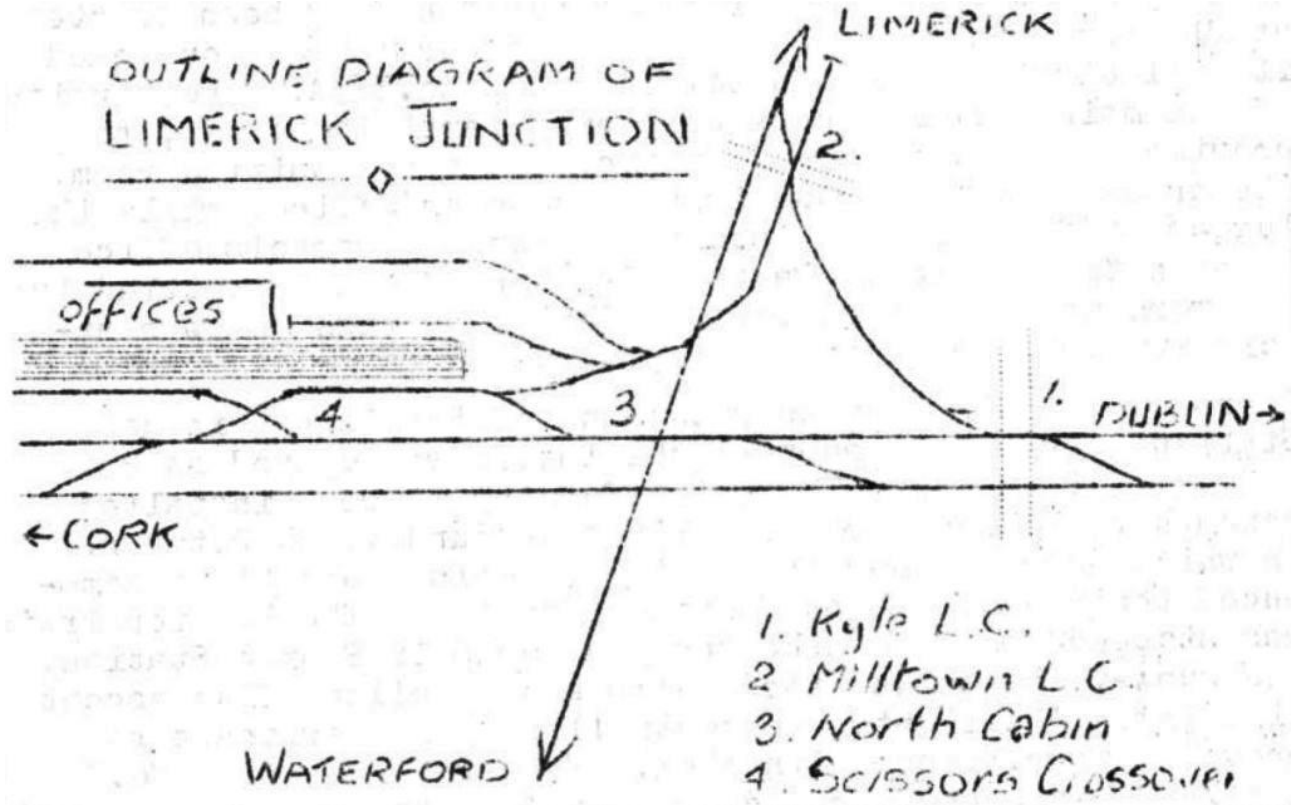 LIMERICK
OUTLINE DIAGRAM OF
LIMERICK JUNCTION
2.
offices
1.
DUBLIN→
4.
3.
←CORK
WATERFORD
1. Kyle L.C.
2 Milltown L.C.
3. North Cabin
4. Scissors Crossover